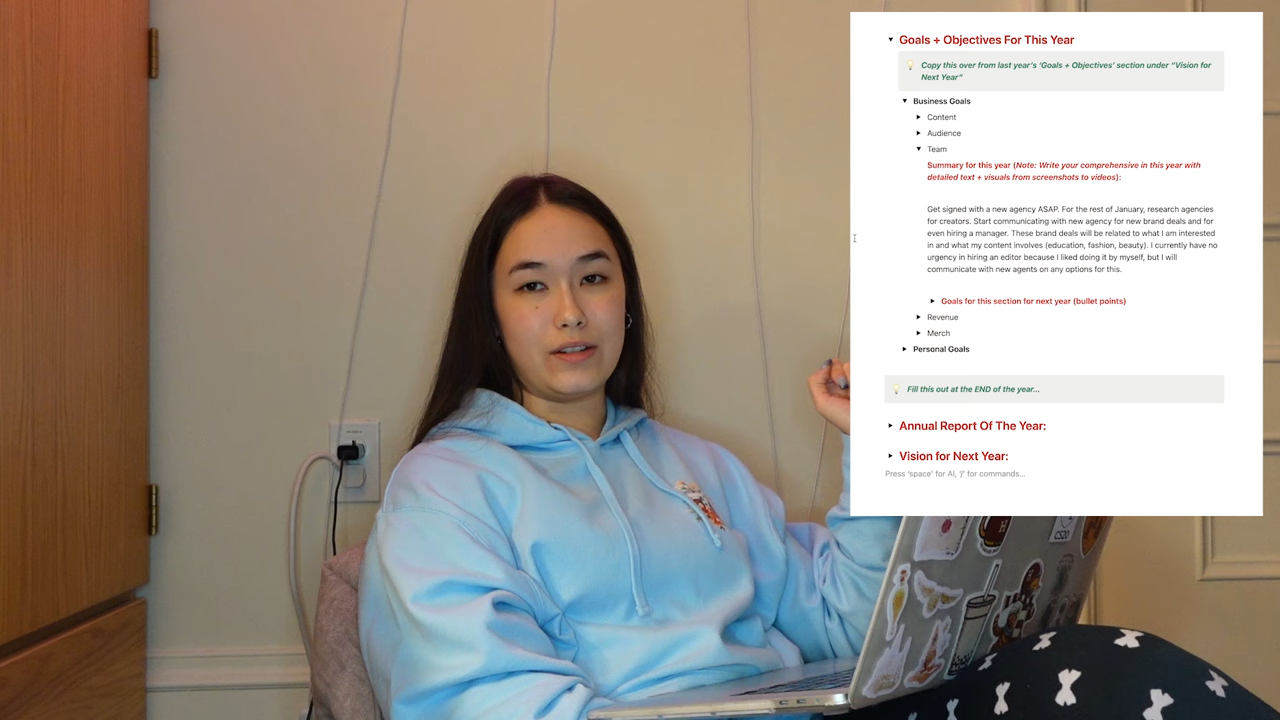 Goals + Objectives For This Year
Copy this over from last year's 'Goals + Objectives' section under "Vision for
Next Year"
Business Goals
Content
Audience
Team
Summary for this year (Note: Write your comprehensive in this year with
detailed text + visuals from screenshots to videos):
Get signed with a new agency ASAP. For the rest of January, research agencies
for creators. Start communicating with new agency for new brand deals and for
even hiring a manager. These brand deals will be related to what I am interested
in and what my content involves (education, fashion, beauty). I currently have no
urgency in hiring an editor because I liked doing it by myself, but I will
communicate with new agents on any options for this.
Goals for this section for next year (bullet points)
Revenue
Merch
Personal Goals
Fill this out at the END of the year...
Annual Report Of The Year:
Vision for Next Year:
Press 'space' for AI, '/' for commands...